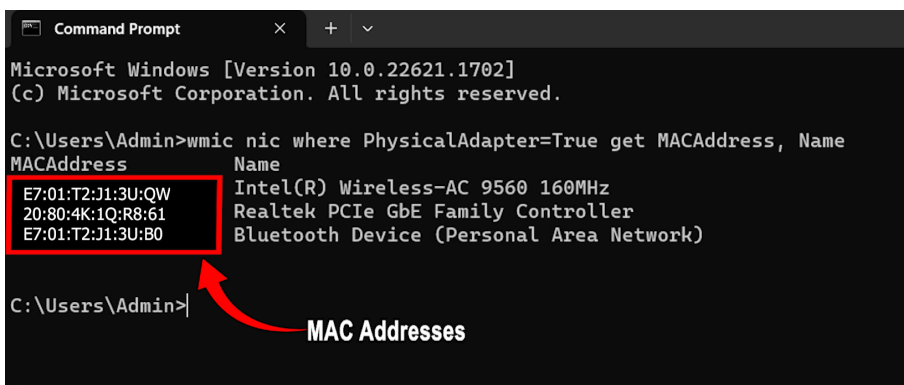 Command Prompt
Microsoft Windows [Version 10.0.22621.1702]
(c) Microsoft Corporation. All rights reserved.
C:\Users\Admin>wmic nic where PhysicalAdapter=True get MACAddress, Name
MACAddress Name
E7:01:T2:J1:3U:QW Intel(R) Wireless-AC 9560 160MHz
20:80:4K:1Q:R8:61 Realtek PCIe GbE Family Controller
E7:01:T2:J1:3U:B0 Bluetooth Device (Personal Area Network)
C:\Users\Admin>
MAC Addresses